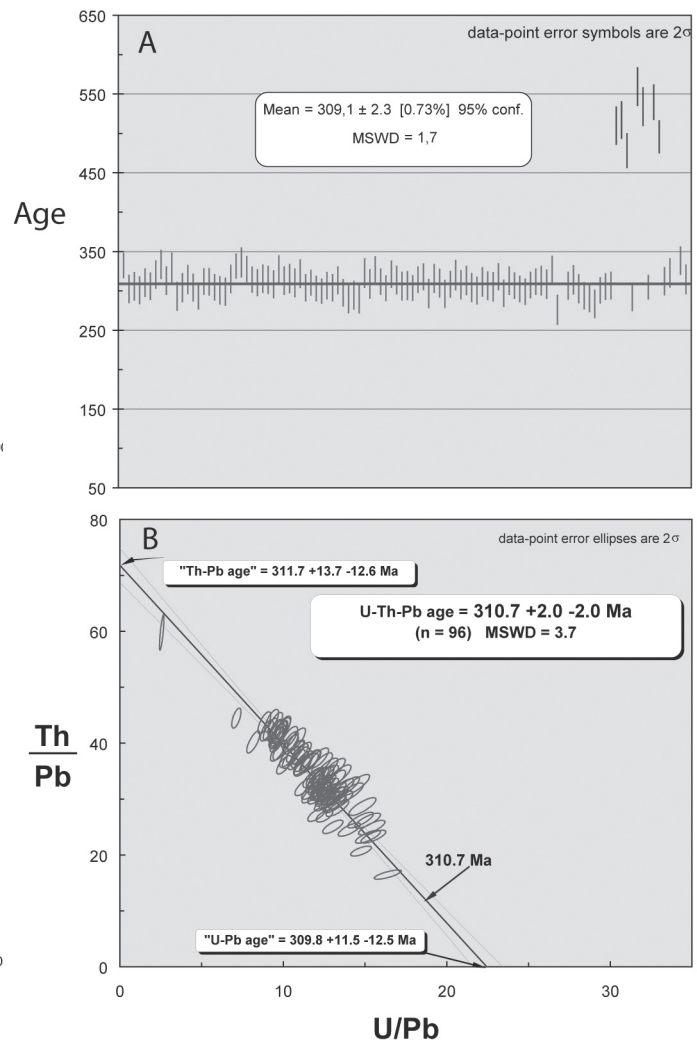 650
A
data-point error symbols are 2σ
550
Mean = 309,1 ± 2.3 [0.73%] 95% conf.
MSWD = 1,7
450
Age
350
250
150
50
80
B
data-point error ellipses are 2σ
"Th-Pb age" = 311.7 +13.7 -12.6 Ma
U-Th-Pb age = 310.7 +2.0 -2.0 Ma
(n = 96) MSWD = 3.7
60
Th
Pb
40
20
310.7 Ma
"U-Pb age" = 309.8 +11.5 -12.5 Ma
0
0 10 20 30
U/Pb